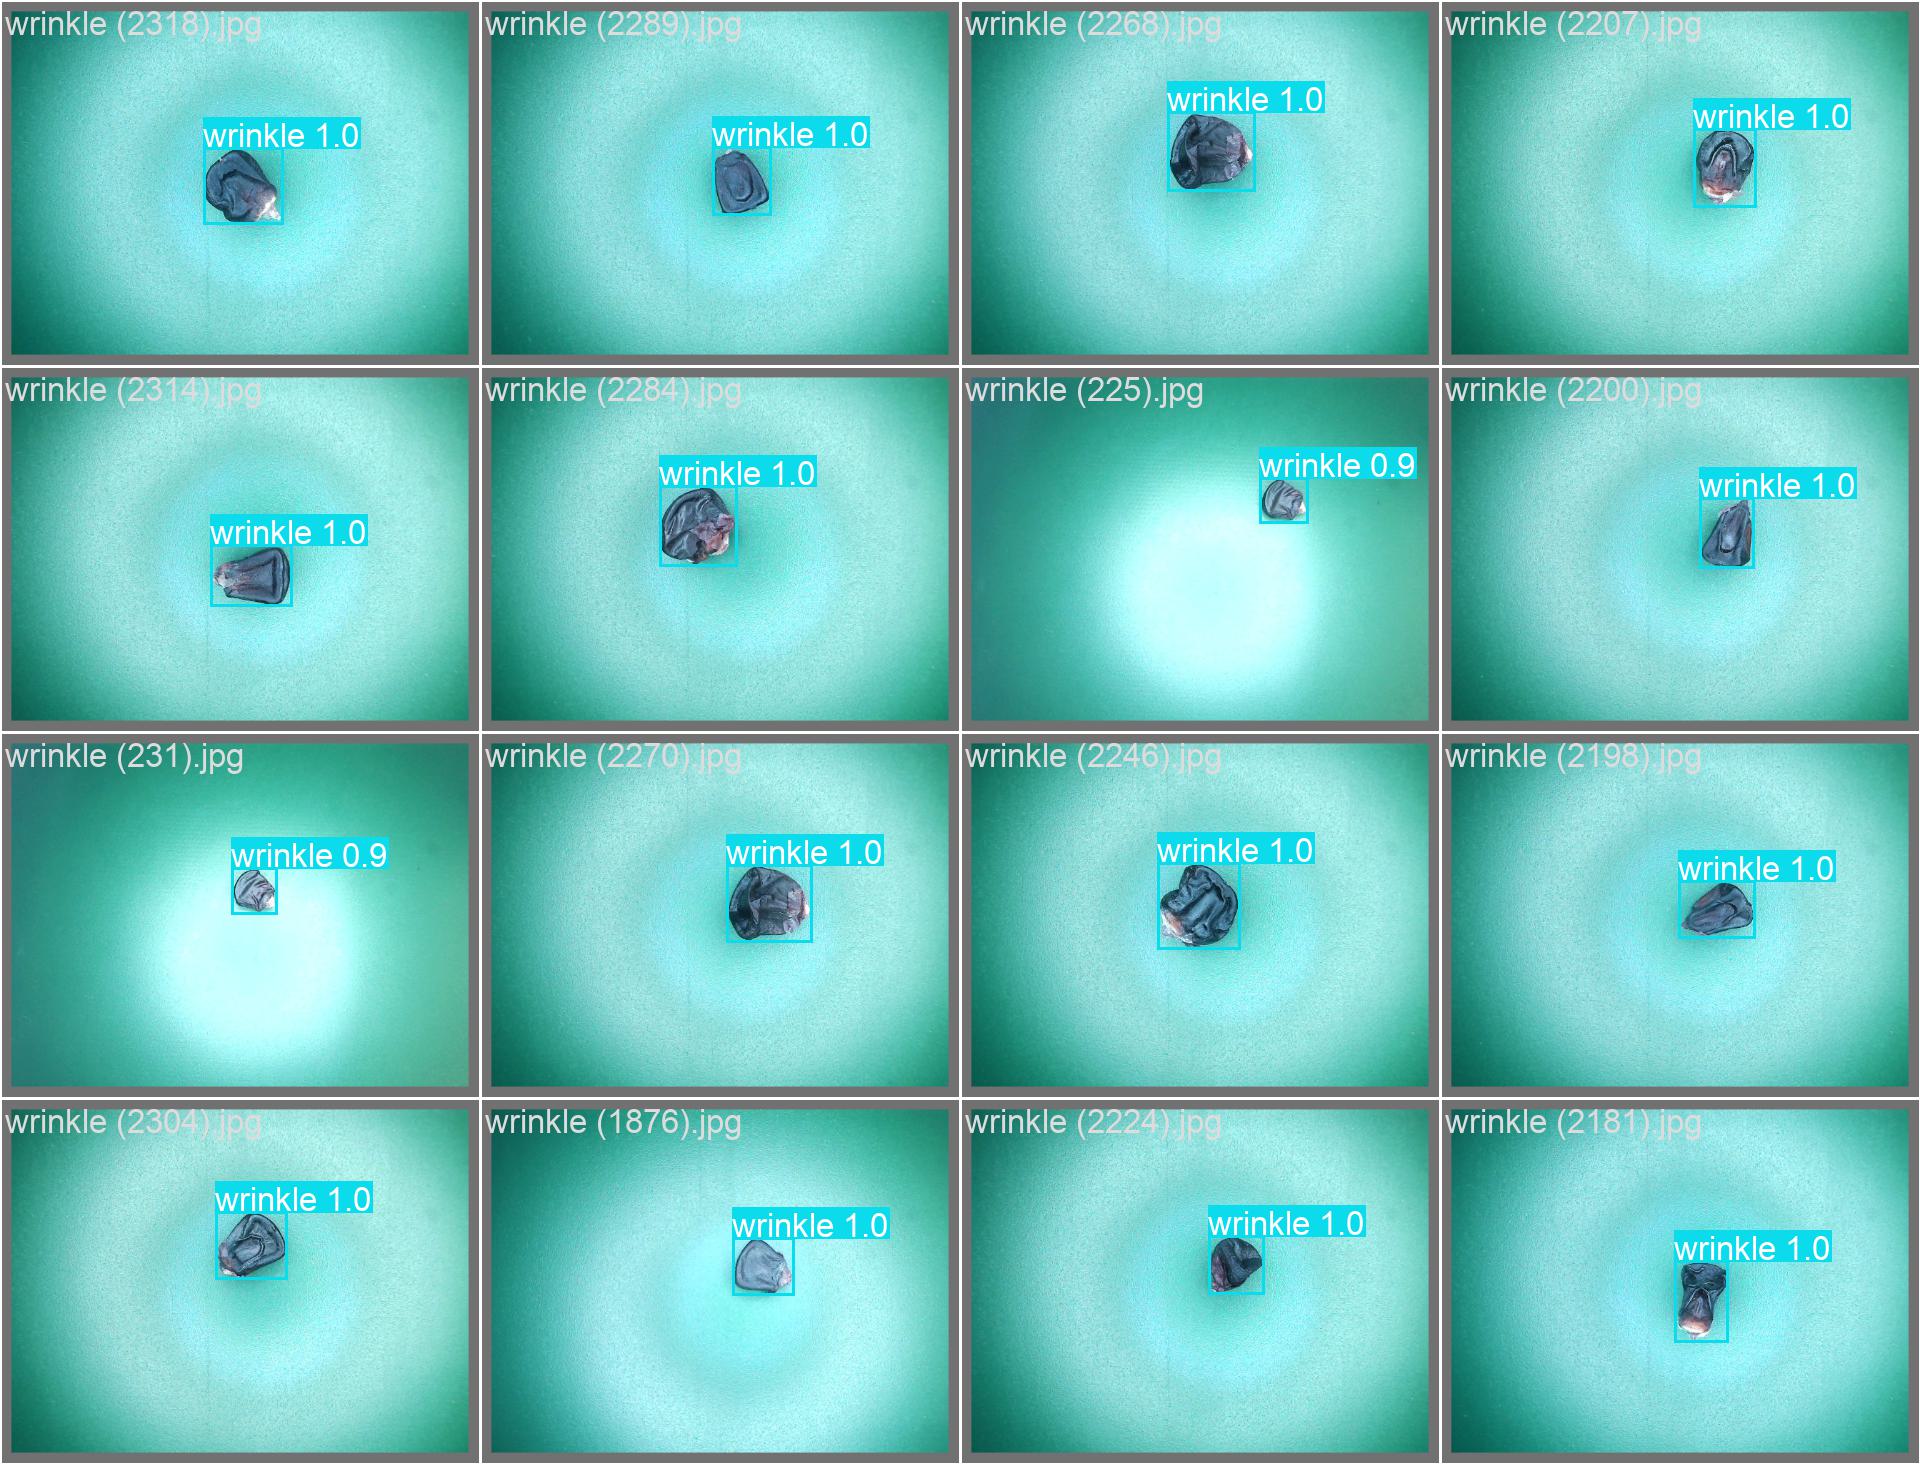 wrinkle (2318).jpg
wrinkle 1.0
wrinkle (2289).jpg
wrinkle 1.0
wrinkle (2268).jpg
wrinkle 1.0
wrinkle (2207).jpg
wrinkle 1.0
wrinkle (2314).jpg
wrinkle 1.0
wrinkle (2284).jpg
wrinkle 1.0
wrinkle (225).jpg
wrinkle 0.9
wrinkle (2200).jpg
wrinkle 1.0
wrinkle (231).jpg
wrinkle 0.9
wrinkle (2270).jpg
wrinkle 1.0
wrinkle (2246).jpg
wrinkle 1.0
wrinkle (2198).jpg
wrinkle 1.0
wrinkle (2304).jpg
wrinkle 1.0
wrinkle (1876).jpg
wrinkle 1.0
wrinkle (2224).jpg
wrinkle 1.0
wrinkle (2181).jpg
wrinkle 1.0